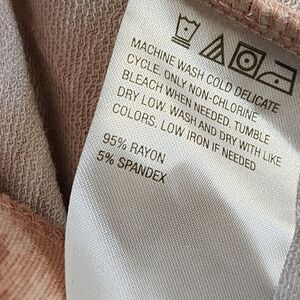 MACHINE WASH COLD DELICATE
CYCLE. ONLY NON-CHLORINE
BLEACH WHEN NEEDED. TUMBLE
DRY LOW. WASH AND DRY WITH LIKE
COLORS. LOW IRON IF NEEDED
95% RAYON
5% SPANDEX